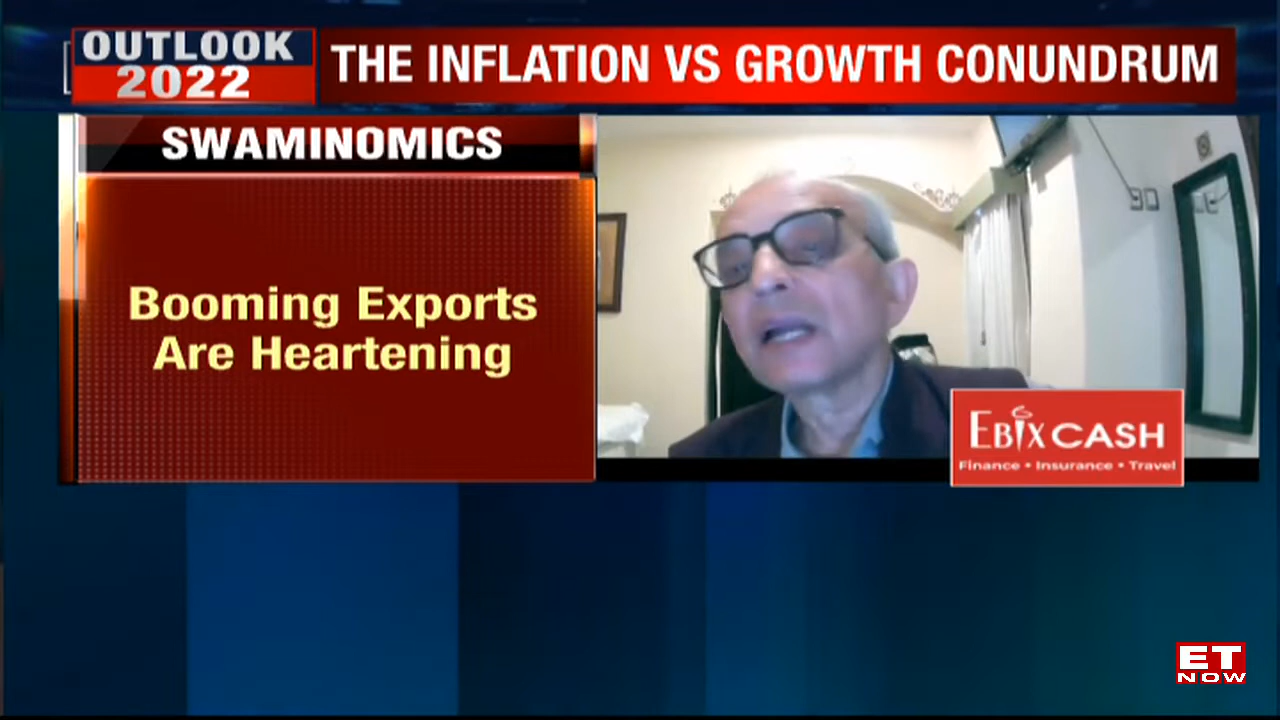 OUTLOOK
2022
THE INFLATION VS GROWTH CONUNDRUM
SWAMINOMICS
Booming Exports
Are Heartening
EBIXCASH
Finance • Insurance • Travel
ET
NOW